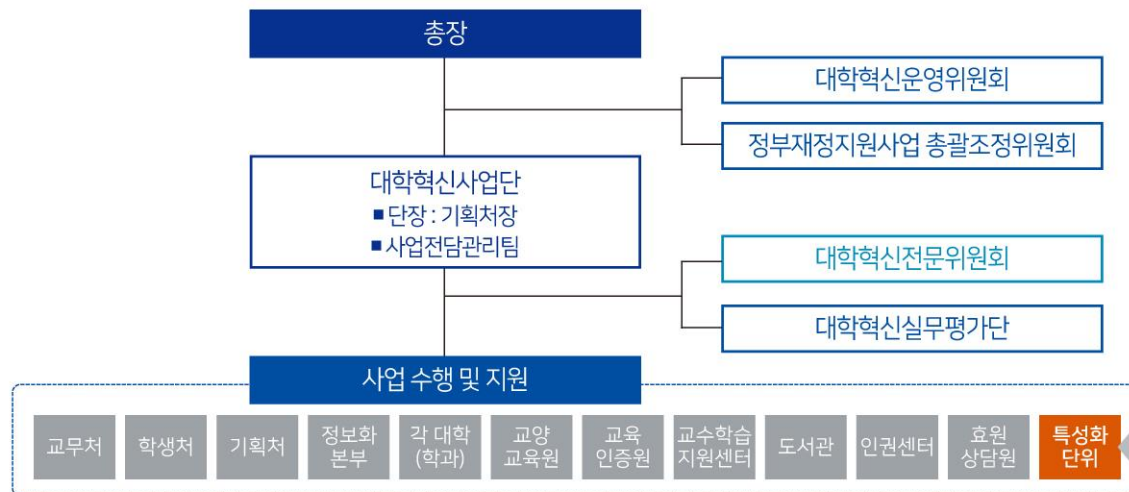 총장
대학혁신운영위원회
정부재정지원사업 총괄조정위원회
대학혁신사업단
■ 단장 : 기획처장
■ 사업전담관리팀
대학혁신전문위원회
대학혁신실무평가단
사업 수행 및 지원
교무처
학생처
기획처
정보화
본부
각 대학
(학과)
교양
교육원
교육
인증원
교수학습
지원센터
도서관
인권센터
효원
상담원
특성화
단위